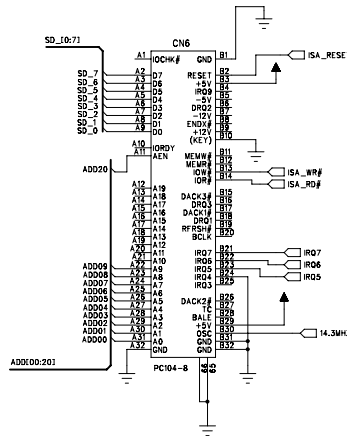 SD_[0:7]
CN6
A1 IOCHK# GND B1
SD_7 A2 D7 RESET B2 ISA_RESE
SD_6 A3 D6 +5V B3
SD_5 A4 D5 IRQ9 B4
SD_4 A5 D4 -5V B5
SD_3 A6 D3 DRQ2 B6
SD_2 A7 D2 -12V B7
SD_1 A8 D1 ENDX# B8
SD_0 A9 D0 +12V B9
A10 IORDY (KEY) B10
ADD20 A11 AEN MEMW# B11
A12 A19 MEMR# B12
A13 A18 IOW# B13 ISA_WR#
A14 A17 IOR# B14 ISA_RD#
A15 A16 DACK3# B15
A16 A15 DRQ3 B16
A17 A14 DACK1# B17
A18 A13 DRQ1 B18
A19 A12 RFRSH# B19
A20 A11 BCLK B20
A21 A10 IRQ7 B21 IRQ7
ADD09 A22 A9 IRQ6 B22 IRQ6
ADD08 A23 A8 IRQ5 B23 IRQ5
ADD07 A24 A7 IRQ4 B24
ADD06 A25 A6 IRQ3 B25
ADD05 A26 A5 DACK2# B26
ADD04 A27 A4 TC B27
ADD03 A28 A3 BALE B28
ADD02 A29 A2 +5V B29
ADD01 A30 A1 OSC B30 14.3MH
ADD00 A31 A0 GND B31
A32 GND GND B32
ADD[00:20]
PC104-8
66
65